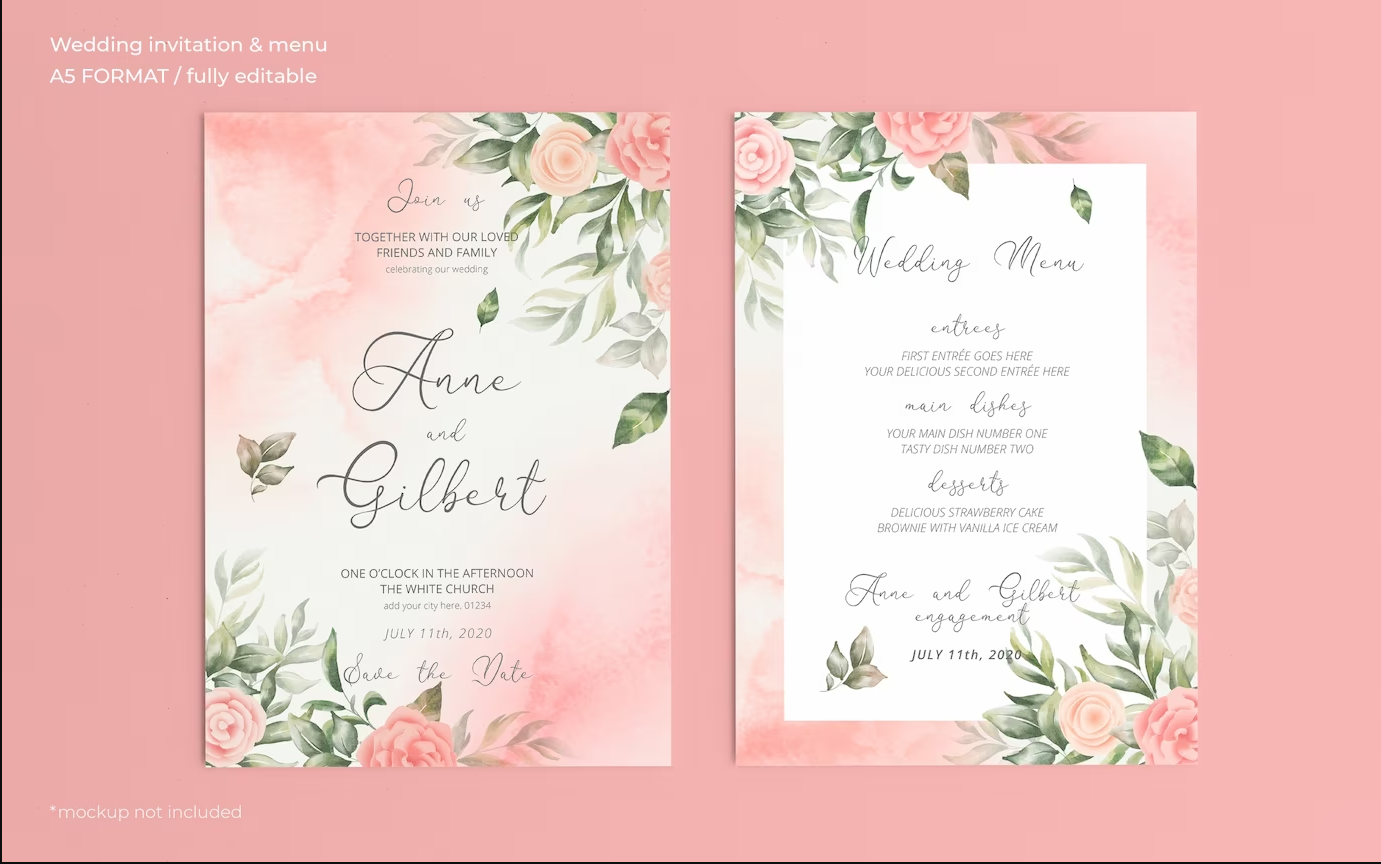 Wedding invitation & menu
A5 FORMAT / fully editable
Join us
TOGETHER WITH OUR LOVED
FRIENDS AND FAMILY
celebrating our wedding
Anne
and
Gilbert
ONE O'CLOCK IN THE AFTERNOON
THE WHITE CHURCH
add your city here, 01234
JULY 11th, 2020
Save the Date
Wedding Menu
entrees
FIRST ENTRÉE GOES HERE
YOUR DELICIOUS SECOND ENTRÉE HERE
main dishes
YOUR MAIN DISH NUMBER ONE
TASTY DISH NUMBER TWO
desserts
DELICIOUS STRAWBERRY CAKE
BROWNIE WITH VANILLA ICE CREAM
Anne and Gilbert
engagement
JULY 11th, 2020
*mockup not included